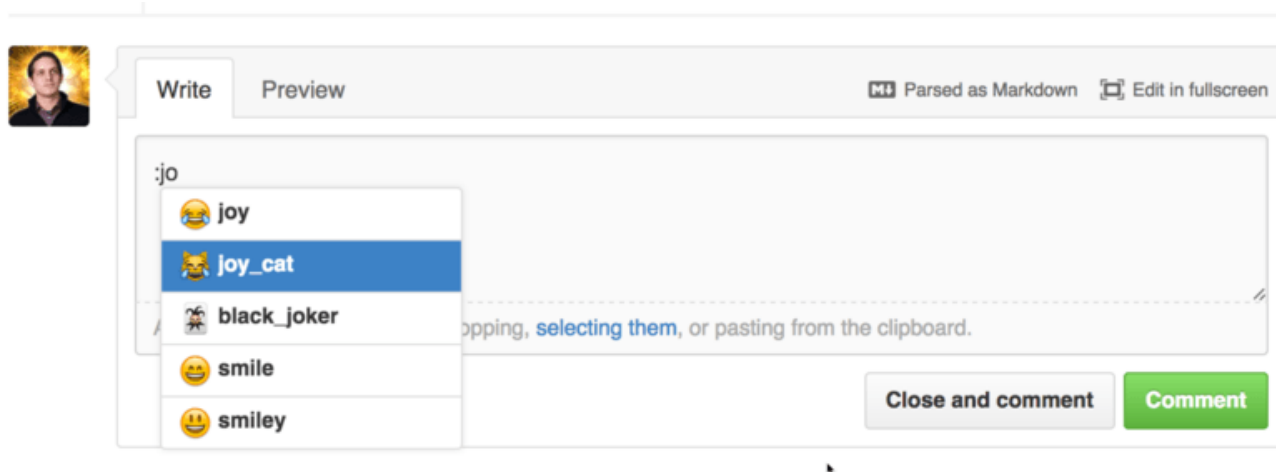 Write Preview M↓ Parsed as Markdown Edit in fullscreen
:jo
joy
joy_cat
black_joker
opping, selecting them, or pasting from the clipboard.
smile
smiley
Close and comment Comment